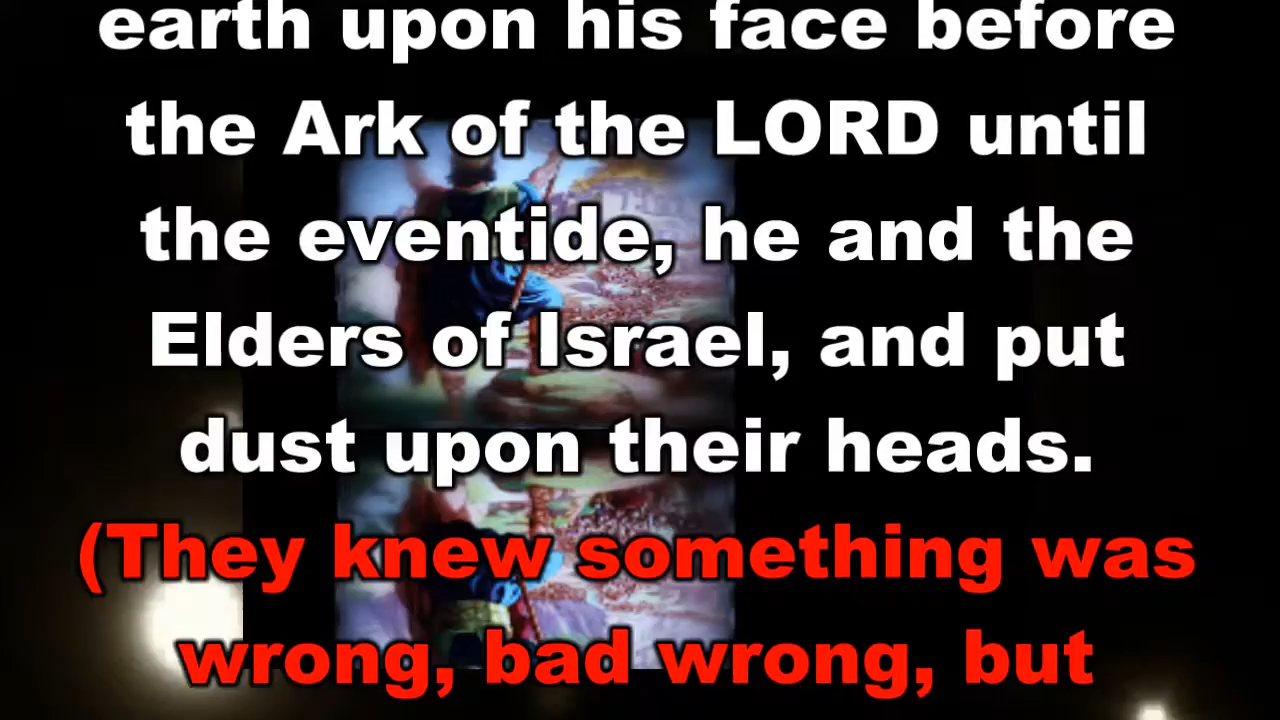 earth upon his face before
the Ark of the LORD until
the eventide, he and the
Elders of Israel, and put
dust upon their heads.
(They knew something was
wrong, bad wrong, but